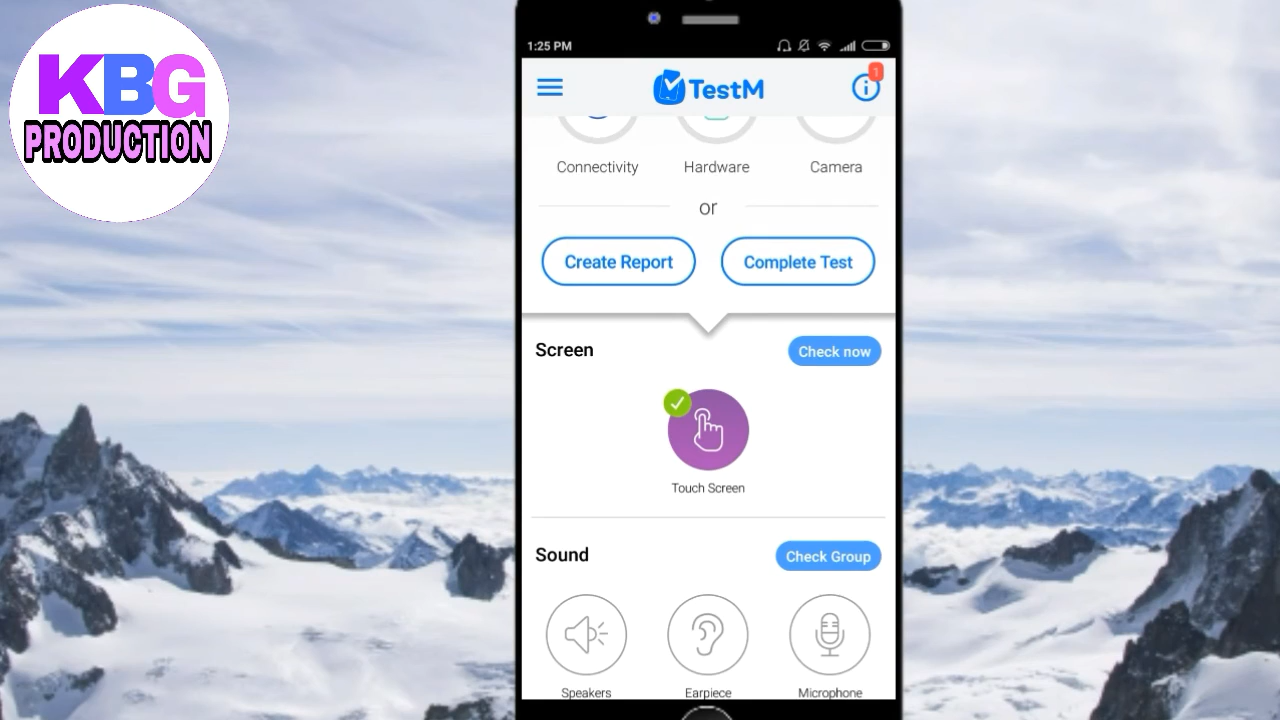 KBG
PRODUCTION
1:25 PM
TestM
1
Connectivity Hardware Camera
or
Create Report Complete Test
Screen Check now
Touch Screen
Sound Check Group
Speakers Earpiece Microphone